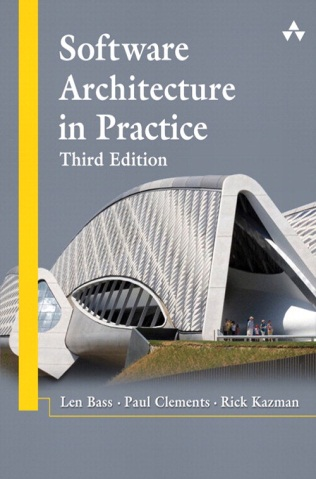 Software
Architecture
in Practice
Third Edition
Len Bass · Paul Clements · Rick Kazman